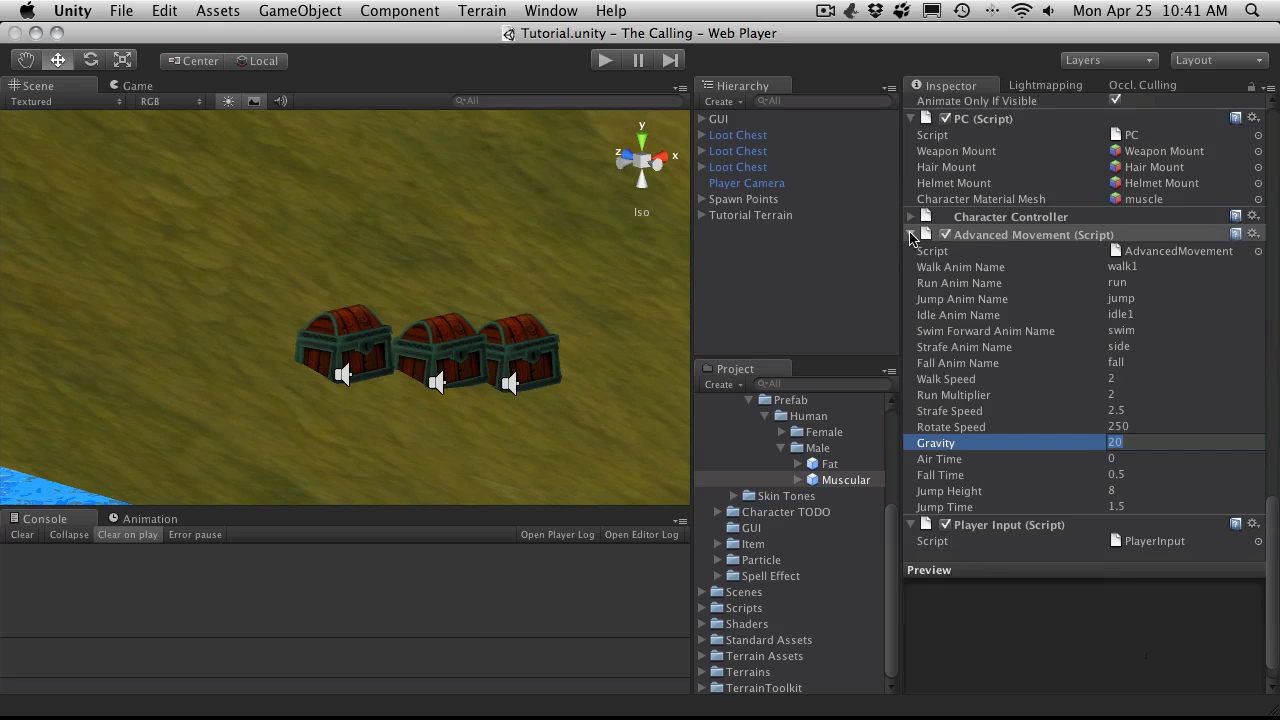 Unity File Edit Assets GameObject Component Terrain Window Help Mon Apr 25 10:41 AM
Tutorial.unity – The Calling – Web Player
Center Local Layers Layout
Scene Game
Textured RGB All
y
z x
Iso
Hierarchy
Create All
GUI
Loot Chest
Loot Chest
Loot Chest
Player Camera
Spawn Points
Tutorial Terrain
Project
Create All
Prefab
Human
Female
Male
Fat
Muscular
Skin Tones
Character TODO
GUI
Item
Particle
Spell Effect
Scenes
Scripts
Shaders
Standard Assets
Terrain Assets
Terrains
TerrainToolkit
Inspector Lightmapping Occl. Culling
Animate Only If Visible
PC (Script)
Script PC
Weapon Mount Weapon Mount
Hair Mount Hair Mount
Helmet Mount Helmet Mount
Character Material Mesh muscle
Character Controller
Advanced Movement (Script)
Script AdvancedMovement
Walk Anim Name walk1
Run Anim Name run
Jump Anim Name jump
Idle Anim Name idle1
Swim Forward Anim Name swim
Strafe Anim Name side
Fall Anim Name fall
Walk Speed 2
Run Multiplier 2
Strafe Speed 2.5
Rotate Speed 250
Gravity 20
Air Time 0
Fall Time 0.5
Jump Height 8
Jump Time 1.5
Player Input (Script)
Script PlayerInput
Preview
Console Animation
Clear Collapse Clear on play Error pause Open Player Log Open Editor Log